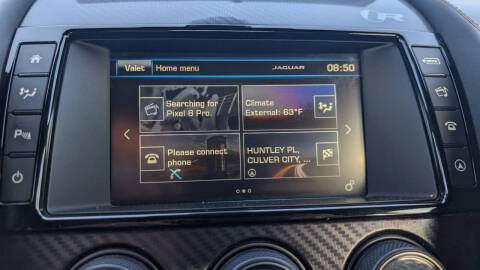 R
Valet
Home menu
JAGUAR
08:50
Searching for
Pixel 8 Pro.
Climate
External: 63°F
Please connect
phone
HUNTLEY PL,
CULVER CITY, ...
P